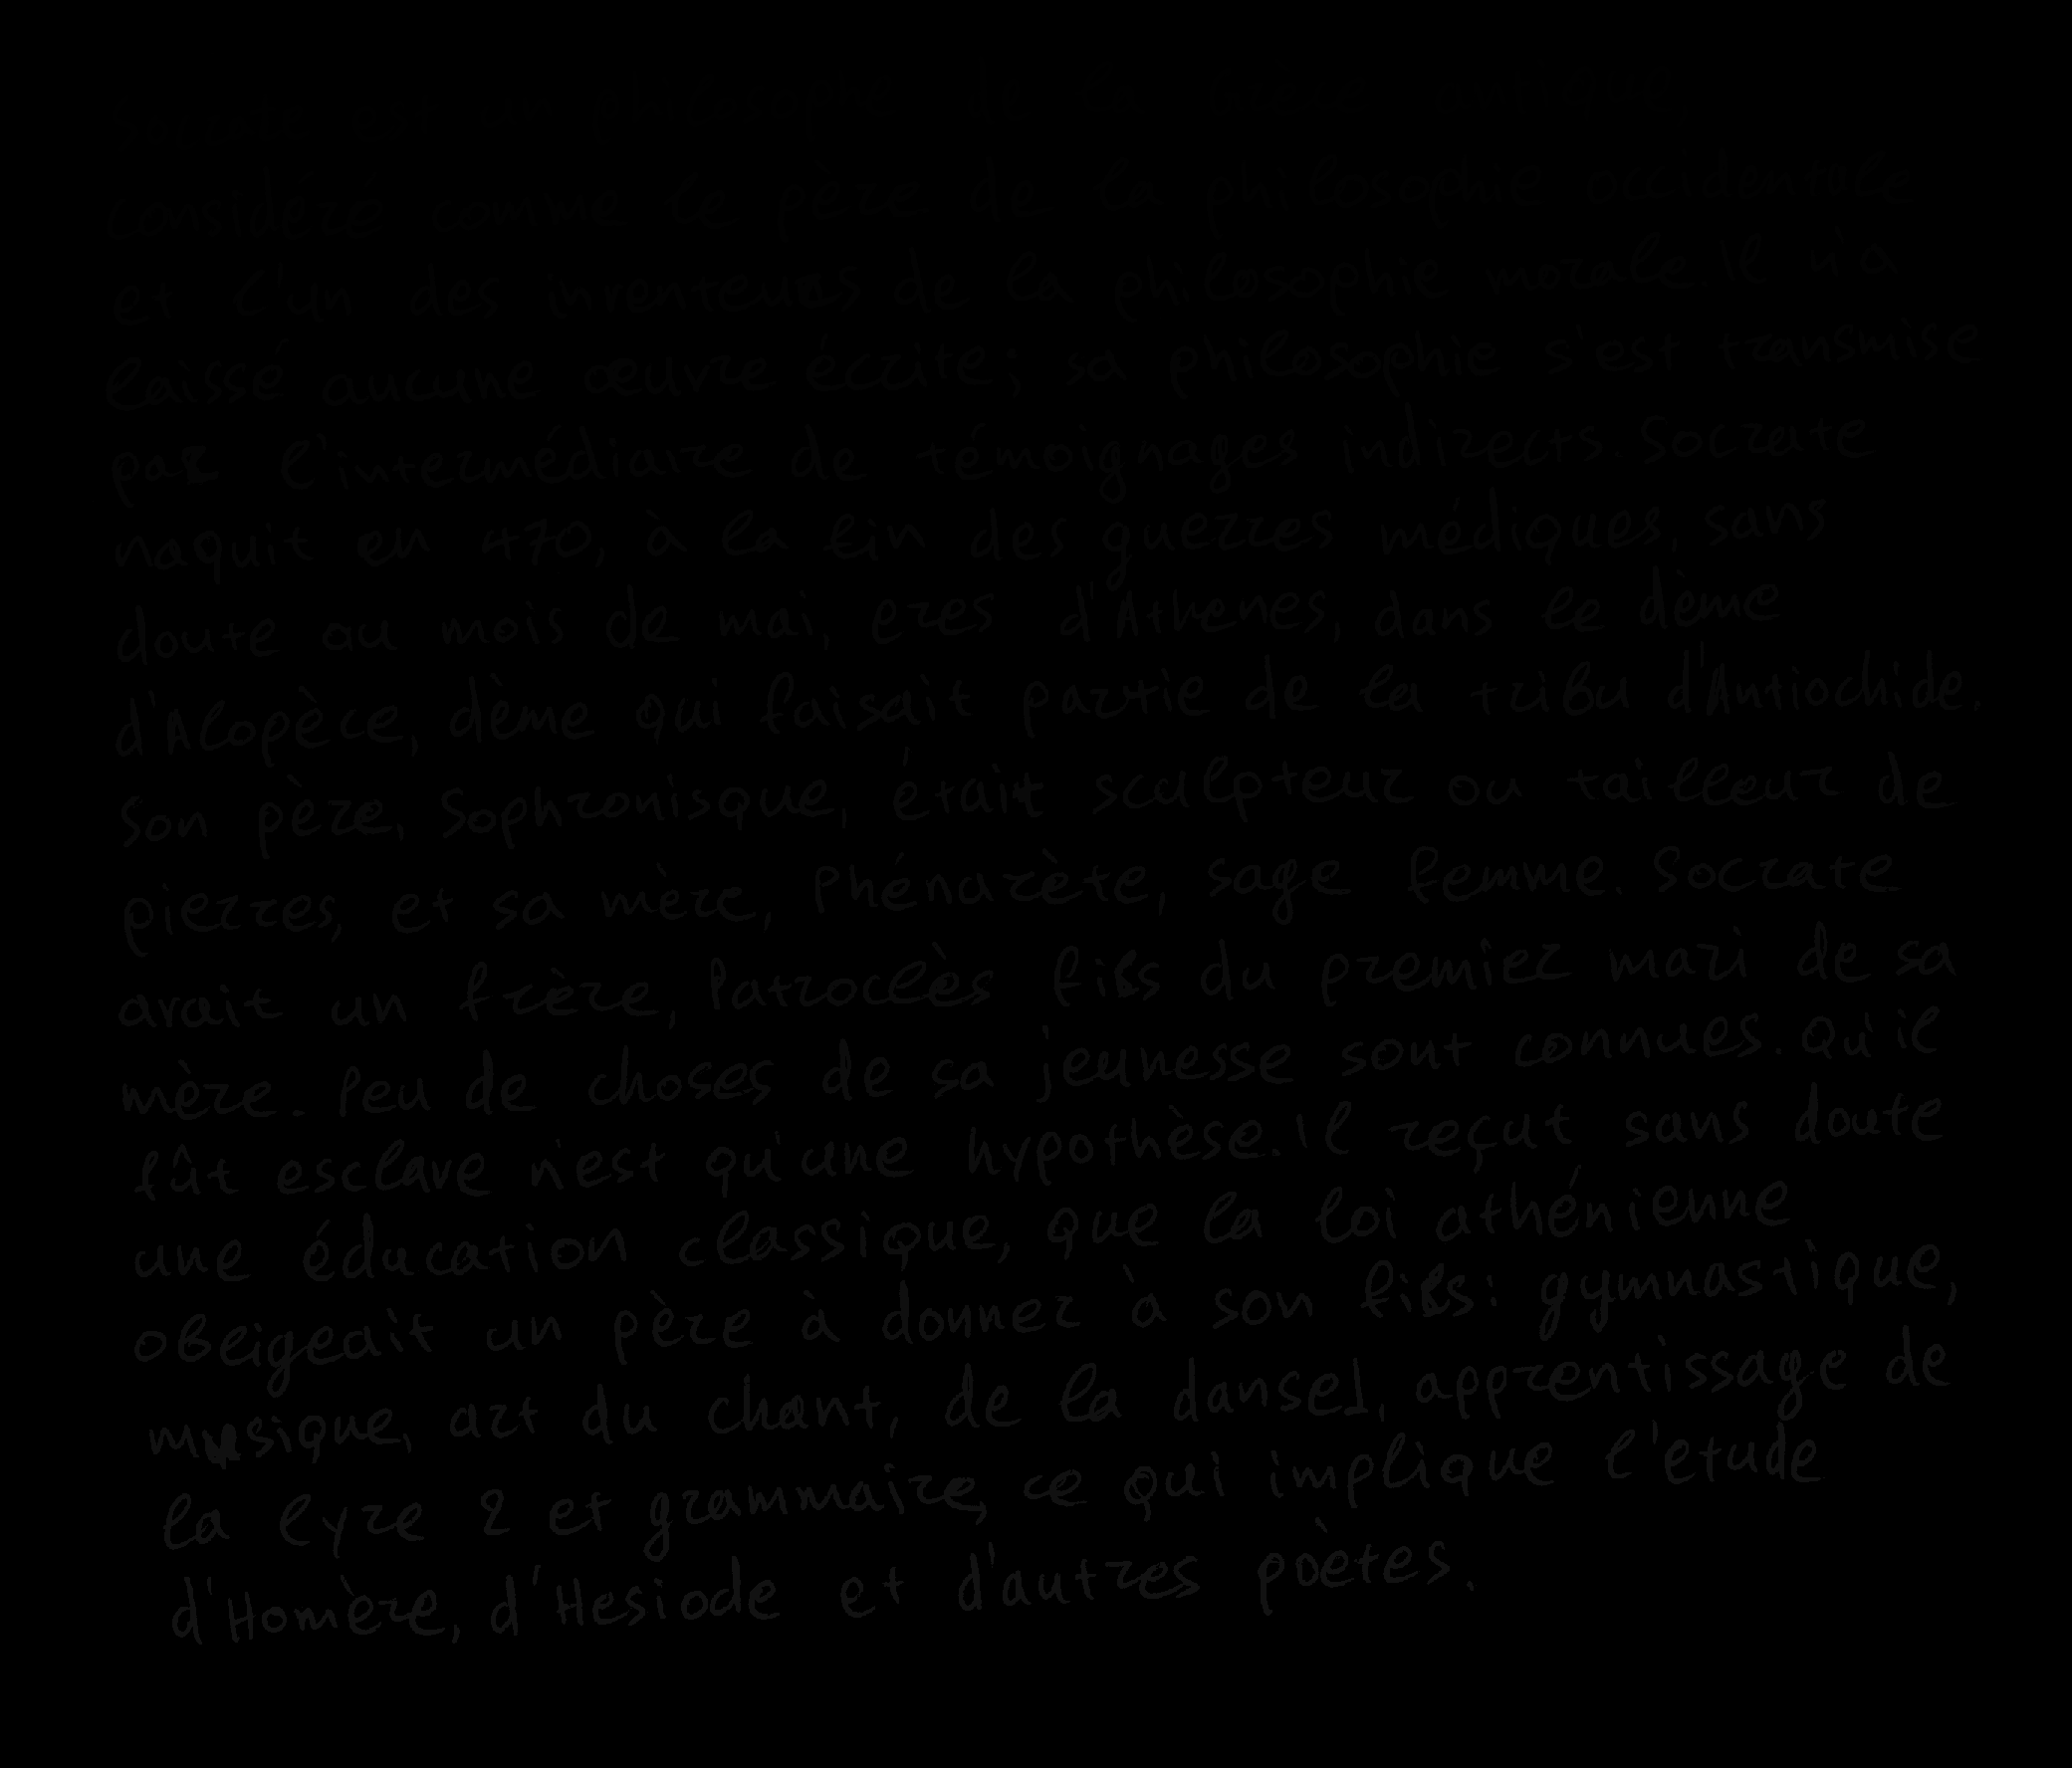 Socrate est un philosophe de la Grèce antique,
considéré comme le père de la philosophie occidentale
et l'un des inventeurs de la philosophie morale. Il n'a
laissé aucune œuvre écrite; sa philosophie s'est transmise
par l'intermédiaire de témoignages indirects. Socrate
naquit en 470, à la fin des guerres médiques, sans
doute au mois de mai, eres d'Athenes, dans le dème
d'Alopèce, dème qui faisait partie de la tribu d'Antiochide.
Son père, Sophronisque, était sculpteur ou tailleur de
pierres, et sa mère, Phénarète, sage femme. Socrate
avait un frère, Patroclès fils du premier mari de sa
mère. Peu de choses de sa jeunesse sont connues. Qu'il
fût esclave n'est qu'une hypothèse. Il reçut sans doute
une éducation classique, que la loi athénienne
obligeait un père à donner à son fils: gymnastique,
musique, art du chant, de la danse1, apprentissage de
la lyre 2 et grammaire, ce qui implique l'etude
d'Homère, d'Hesiode et d'autres poètes.